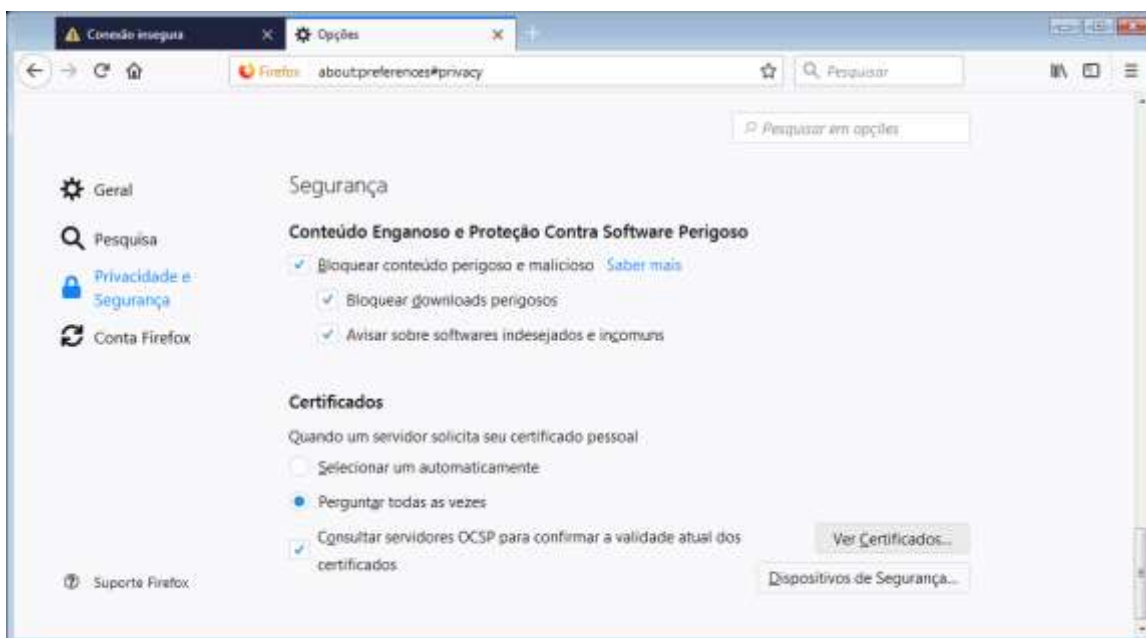 Conexão insegura
Opções
Firefox about:preferences#privacy
Pesquisar
Pesquisar em opções
Geral
Pesquisa
Privacidade e
Segurança
Conta Firefox
Suporte Firefox
Segurança
Conteúdo Enganoso e Proteção Contra Software Perigoso
Bloquear conteúdo perigoso e malicioso Saber mais
Bloquear downloads perigosos
Avisar sobre softwares indesejados e incomuns
Certificados
Quando um servidor solicita seu certificado pessoal
Selecionar um automaticamente
Perguntar todas as vezes
Consultar servidores OCSP para confirmar a validade atual dos
certificados
Ver Certificados...
Dispositivos de Segurança...